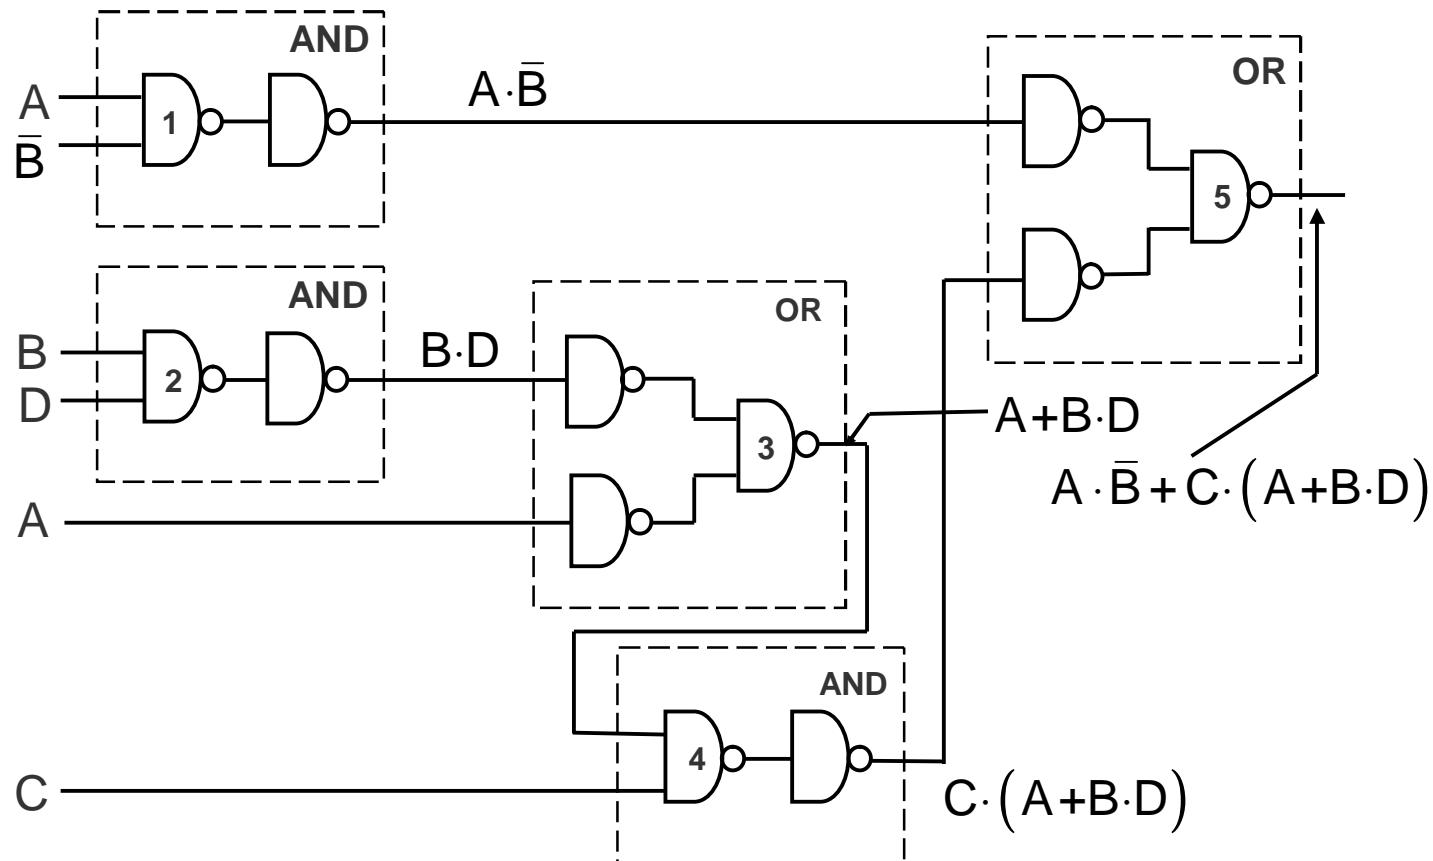 AND
OR
A
1
A·B̅
B̅
5
AND
OR
B
2
B·D
D
3
A+B·D
A·B̅+C·(A+B·D)
A
AND
4
C
C·(A+B·D)